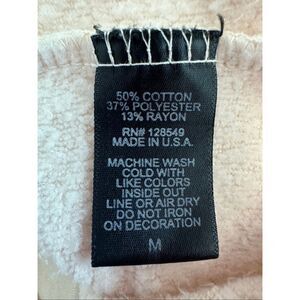 50% COTTON
37% POLYESTER
13% RAYON
RN# 128549
MADE IN U.S.A.
MACHINE WASH
COLD WITH
LIKE COLORS
INSIDE OUT
LINE OR AIR DRY
DO NOT IRON
ON DECORATION
M